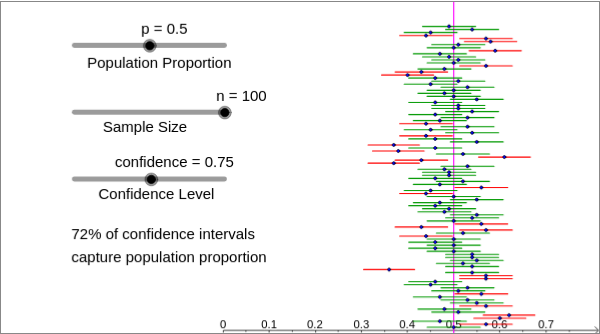 p = 0.5
Population Proportion
n = 100
Sample Size
confidence = 0.75
Confidence Level
72% of confidence intervals
capture population proportion
0 0.1 0.2 0.3 0.4 0.5 0.6 0.7